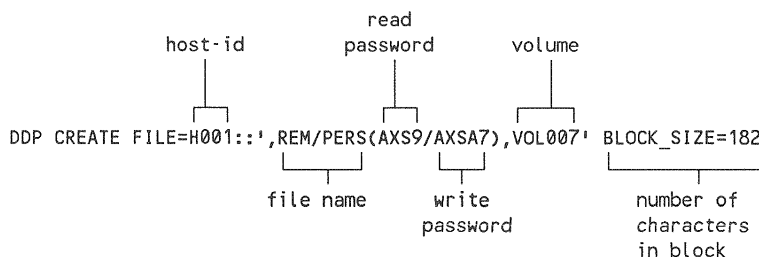 read
host-id password volume
DDP CREATE FILE=H001::',REM/PERS(AXS9/AXSA7),VOL007' BLOCK_SIZE=182
file name write number of
password characters
in block